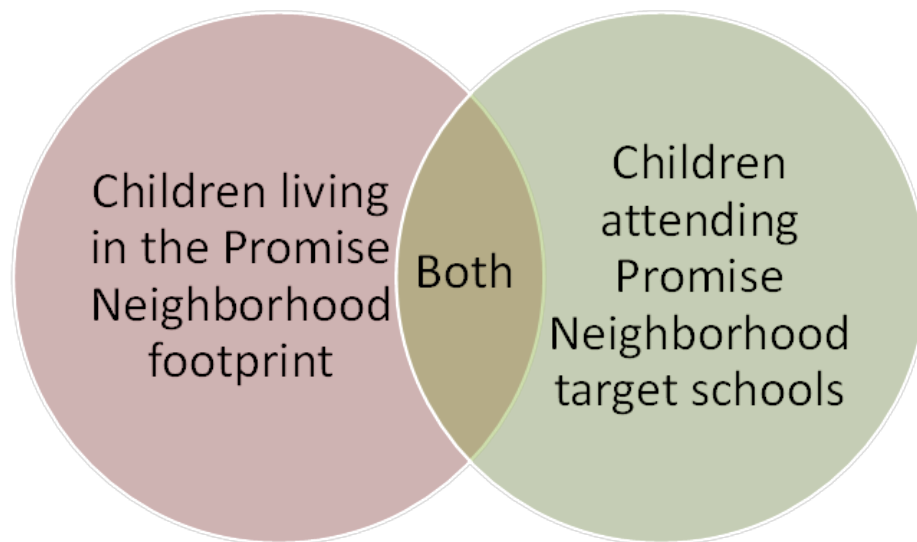 Children living
in the Promise
Neighborhood
footprint
Both
Children
attending
Promise
Neighborhood
target schools